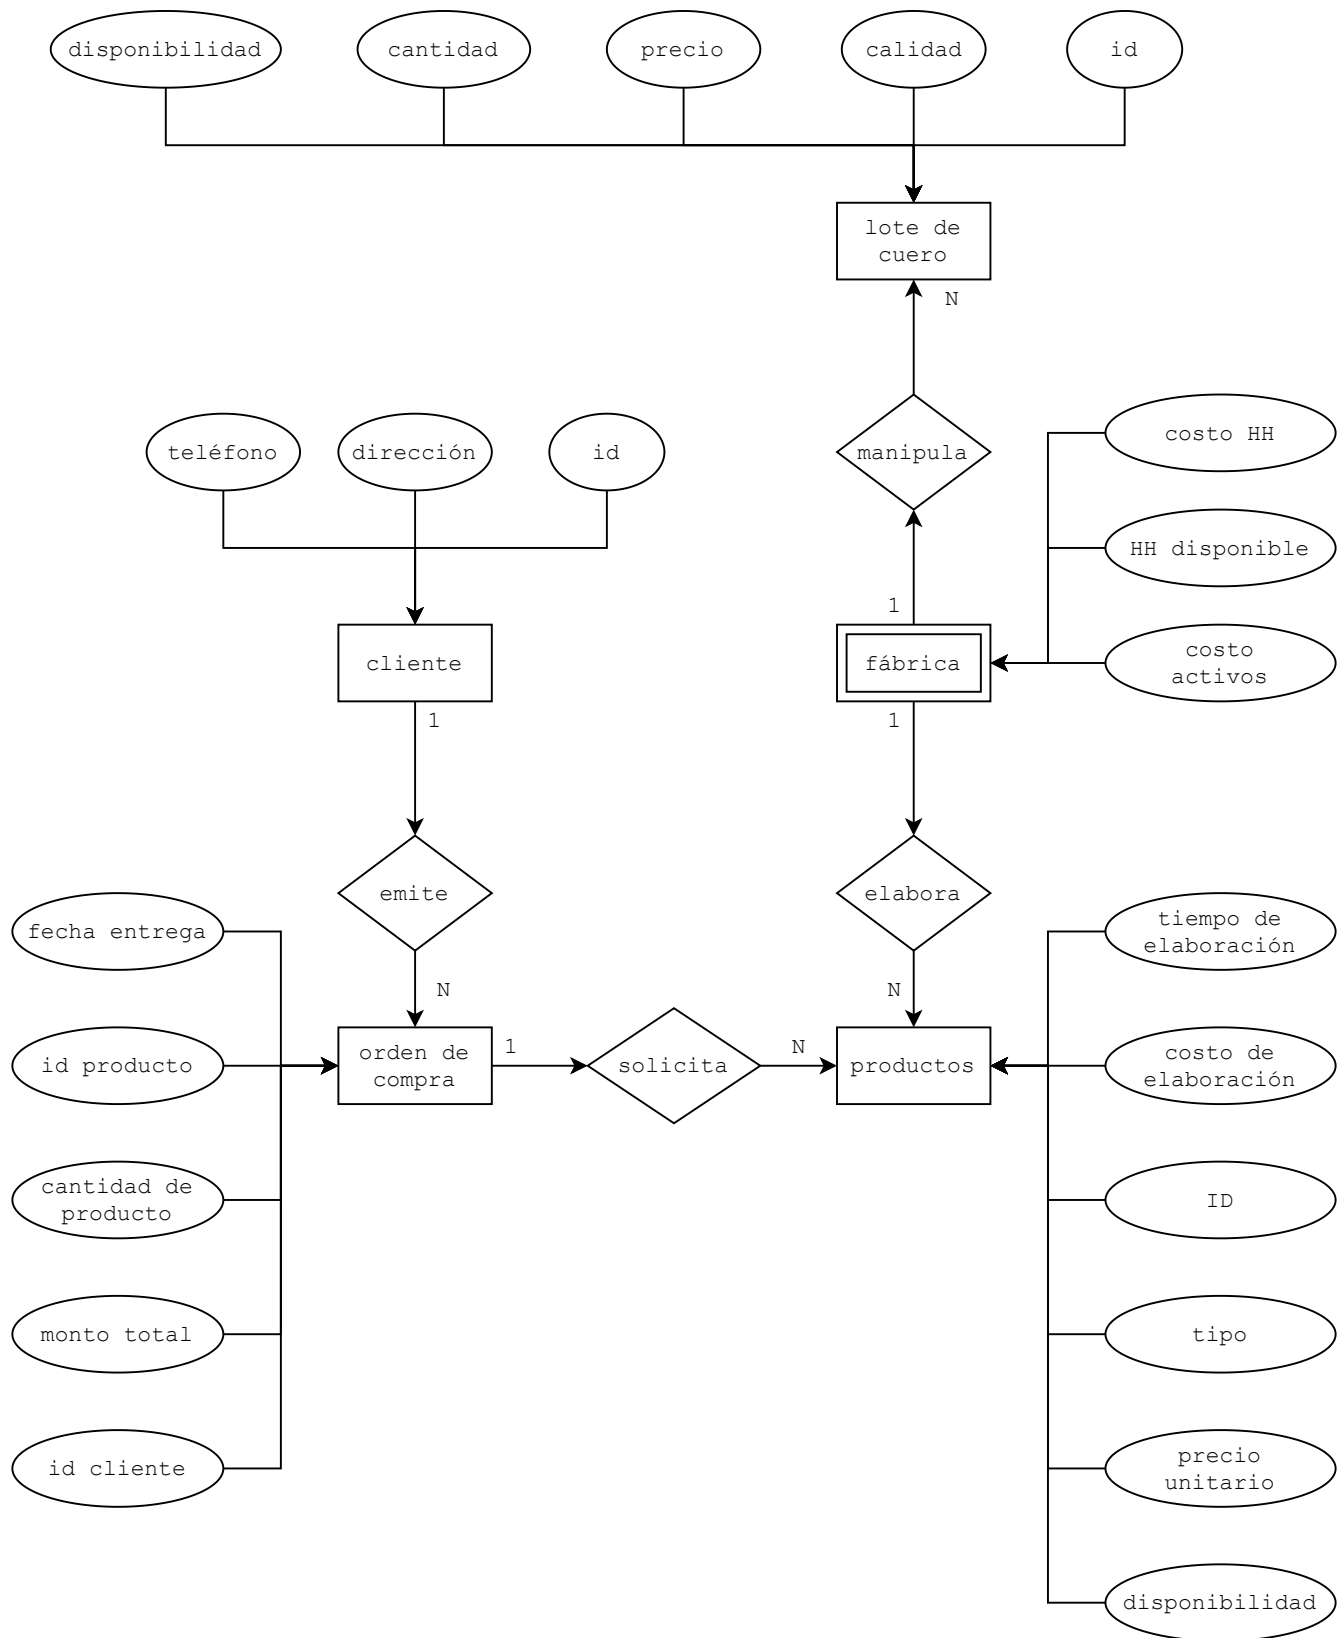 disponibilidad
cantidad
precio
calidad
id
lote de
cuero
N
teléfono
dirección
id
manipula
costo HH
HH disponible
1
cliente
fábrica
costo
activos
1
1
emite
elabora
fecha entrega
tiempo de
elaboración
N
N
id producto
orden de
compra
1
solicita
N
productos
costo de
elaboración
cantidad de
producto
ID
monto total
tipo
id cliente
precio
unitario
disponibilidad